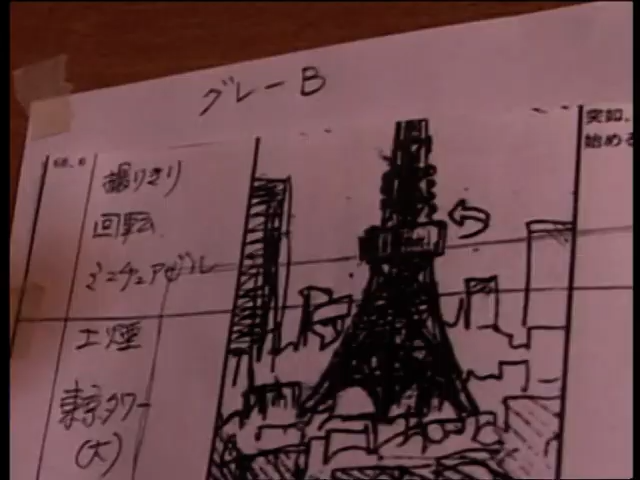 グレーB
撮りきり
回転
ミニチュアビル
土煙
東京タワー
(大)
突如、
始める